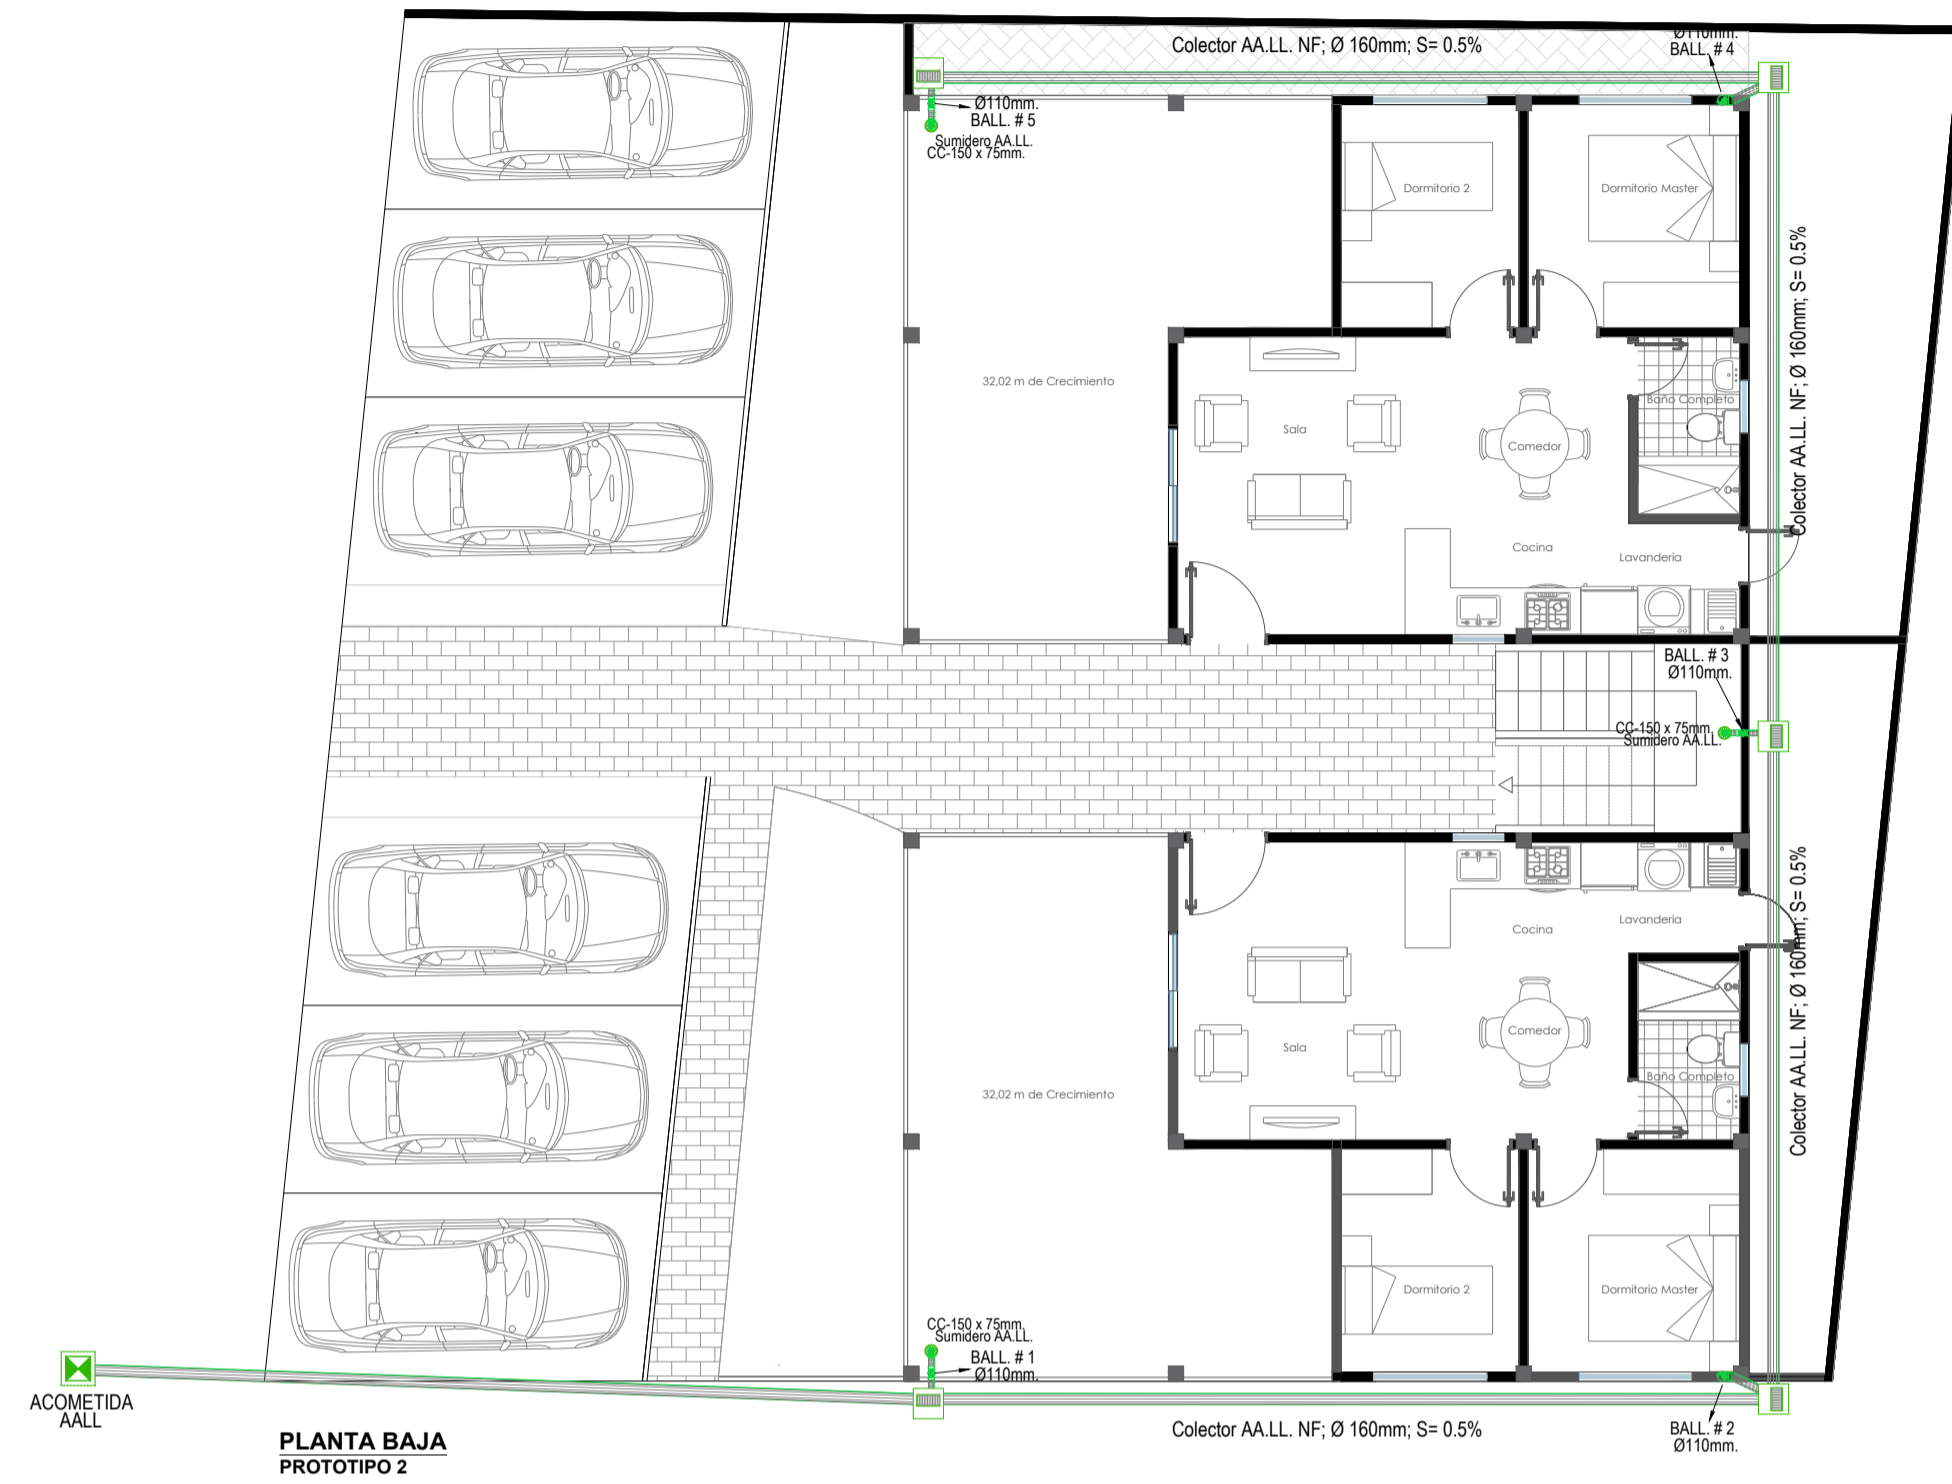 Colector AA.LL. NF; Ø 160mm; S= 0.5%
Ø110mm.
BALL. # 4
Ø110mm.
BALL. # 5
Sumidero AA.LL.
CC-150 x 75mm.
Dormitorio 2
Dormitorio Master
Colector AA.LL. NF; Ø 160mm; S= 0.5%
32,02 m de Crecimiento
Baño Completo
Sala
Comedor
Cocina
Lavanderia
BALL. # 3
Ø110mm.
CC-150 x 75mm.
Sumidero AA.LL.
Colector AA.LL. NF; Ø 160mm; S= 0.5%
Lavanderia
Cocina
Comedor
Sala
Baño Completo
32,02 m de Crecimiento
Dormitorio 2
Dormitorio Master
CC-150 x 75mm.
Sumidero AA.LL.
BALL. # 1
Ø110mm.
ACOMETIDA
AALL
Colector AA.LL. NF; Ø 160mm; S= 0.5%
BALL. # 2
Ø110mm.
PLANTA BAJA
PROTOTIPO 2